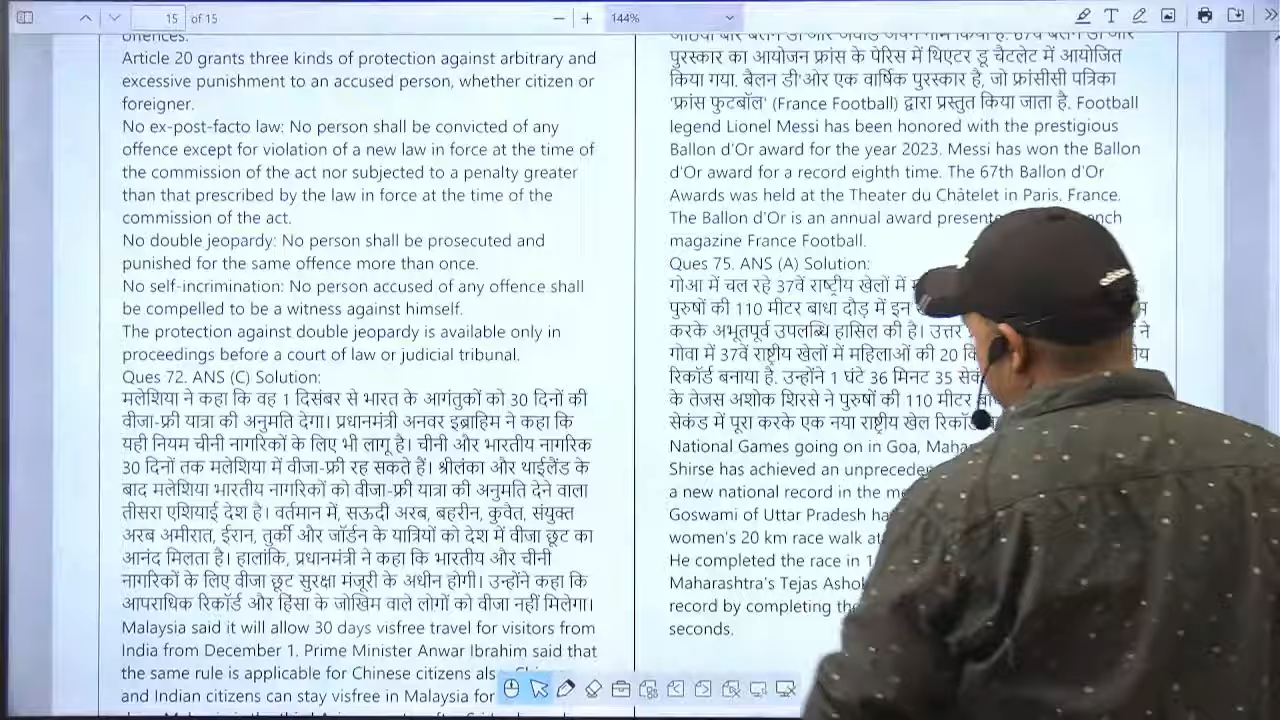 15 of 15
144%
offences.
Article 20 grants three kinds of protection against arbitrary and
excessive punishment to an accused person, whether citizen or
foreigner.
No ex-post-facto law: No person shall be convicted of any
offence except for violation of a new law in force at the time of
the commission of the act nor subjected to a penalty greater
than that prescribed by the law in force at the time of the
commission of the act.
No double jeopardy: No person shall be prosecuted and
punished for the same offence more than once.
No self-incrimination: No person accused of any offence shall
be compelled to be a witness against himself.
The protection against double jeopardy is available only in
proceedings before a court of law or judicial tribunal.
Ques 72. ANS (C) Solution:
मलेशिया ने कहा कि वह 1 दिसंबर से भारत के आगंतुकों को 30 दिनों की
वीजा-फ्री यात्रा की अनुमति देगा। प्रधानमंत्री अनवर इब्राहिम ने कहा कि
यही नियम चीनी नागरिकों के लिए भी लागू है। चीनी और भारतीय नागरिक
30 दिनों तक मलेशिया में वीजा-फ्री रह सकते हैं। श्रीलंका और थाईलैंड के
बाद मलेशिया भारतीय नागरिकों को वीजा-फ्री यात्रा की अनुमति देने वाला
तीसरा एशियाई देश है। वर्तमान में, सऊदी अरब, बहरीन, कुवैत, संयुक्त
अरब अमीरात, ईरान, तुर्की और जॉर्डन के यात्रियों को देश में वीजा छूट का
आनंद मिलता है। हालांकि, प्रधानमंत्री ने कहा कि भारतीय और चीनी
नागरिकों के लिए वीजा छूट सुरक्षा मंजूरी के अधीन होगी। उन्होंने कहा कि
आपराधिक रिकॉर्ड और हिंसा के जोखिम वाले लोगों को वीजा नहीं मिलेगा।
Malaysia said it will allow 30 days visfree travel for visitors from
India from December 1. Prime Minister Anwar Ibrahim said that
the same rule is applicable for Chinese citizens als
and Indian citizens can stay visfree in Malaysia for
पुरस्कार का आयोजन फ्रांस के पेरिस में थिएटर डू चैटलेट में आयोजित
किया गया. बैलन डी'ओर एक वार्षिक पुरस्कार है, जो फ्रांसीसी पत्रिका
'फ्रांस फुटबॉल' (France Football) द्वारा प्रस्तुत किया जाता है. Football
legend Lionel Messi has been honored with the prestigious
Ballon d'Or award for the year 2023. Messi has won the Ballon
d'Or award for a record eighth time. The 67th Ballon d'Or
Awards was held at the Theater du Châtelet in Paris, France.
The Ballon d'Or is an annual award presente nch
magazine France Football.
Ques 75. ANS (A) Solution:
गोआ में चल रहे 37वें राष्ट्रीय खेलों में
पुरुषों की 110 मीटर बाधा दौड़ में इन
करके अभूतपूर्व उपलब्धि हासिल की है। उत्तर ने
गोवा में 37वें राष्ट्रीय खेलों में महिलाओं की 20
रिकॉर्ड बनाया है. उन्होंने 1 घंटे 36 मिनट 35
के तेजस अशोक शिरसे ने पुरुषों की 110 मीटर
सेकंड में पूरा करके एक नया राष्ट्रीय खेल रिकॉर्ड
National Games going on in Goa, Maha
Shirse has achieved an unpreceden
a new national record in the me
Goswami of Uttar Pradesh ha
women's 20 km race walk at
He completed the race in 1
Maharashtra's Tejas Ashok
record by completing the
seconds.